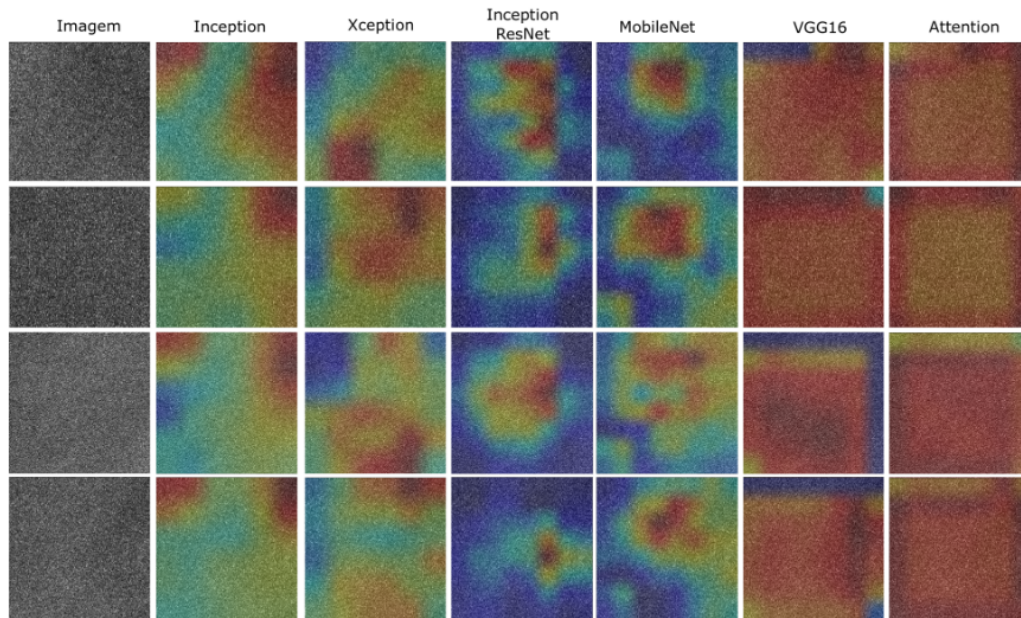 Imagem
Inception
Xception
Inception
ResNet
MobileNet
VGG16
Attention